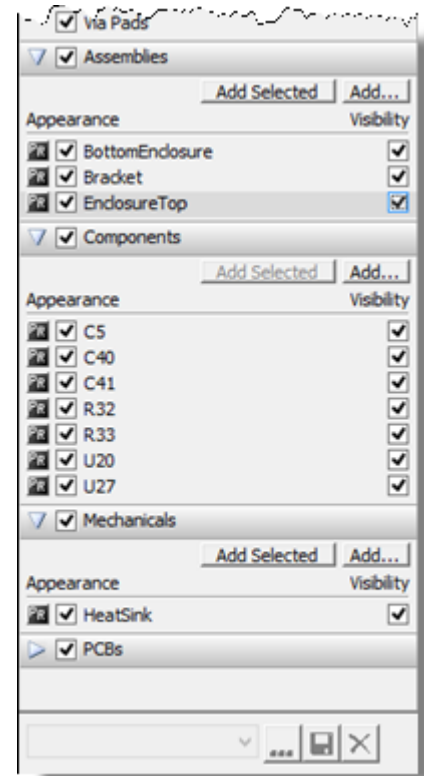 Via Pads
Assemblies
Add Selected Add...
Appearance Visibility
BottomEnclosure
Bracket
EnclosureTop
Components
Add Selected Add...
Appearance Visibility
C5
C40
C41
R32
R33
U20
U27
Mechanicals
Add Selected Add...
Appearance Visibility
HeatSink
PCBs
...